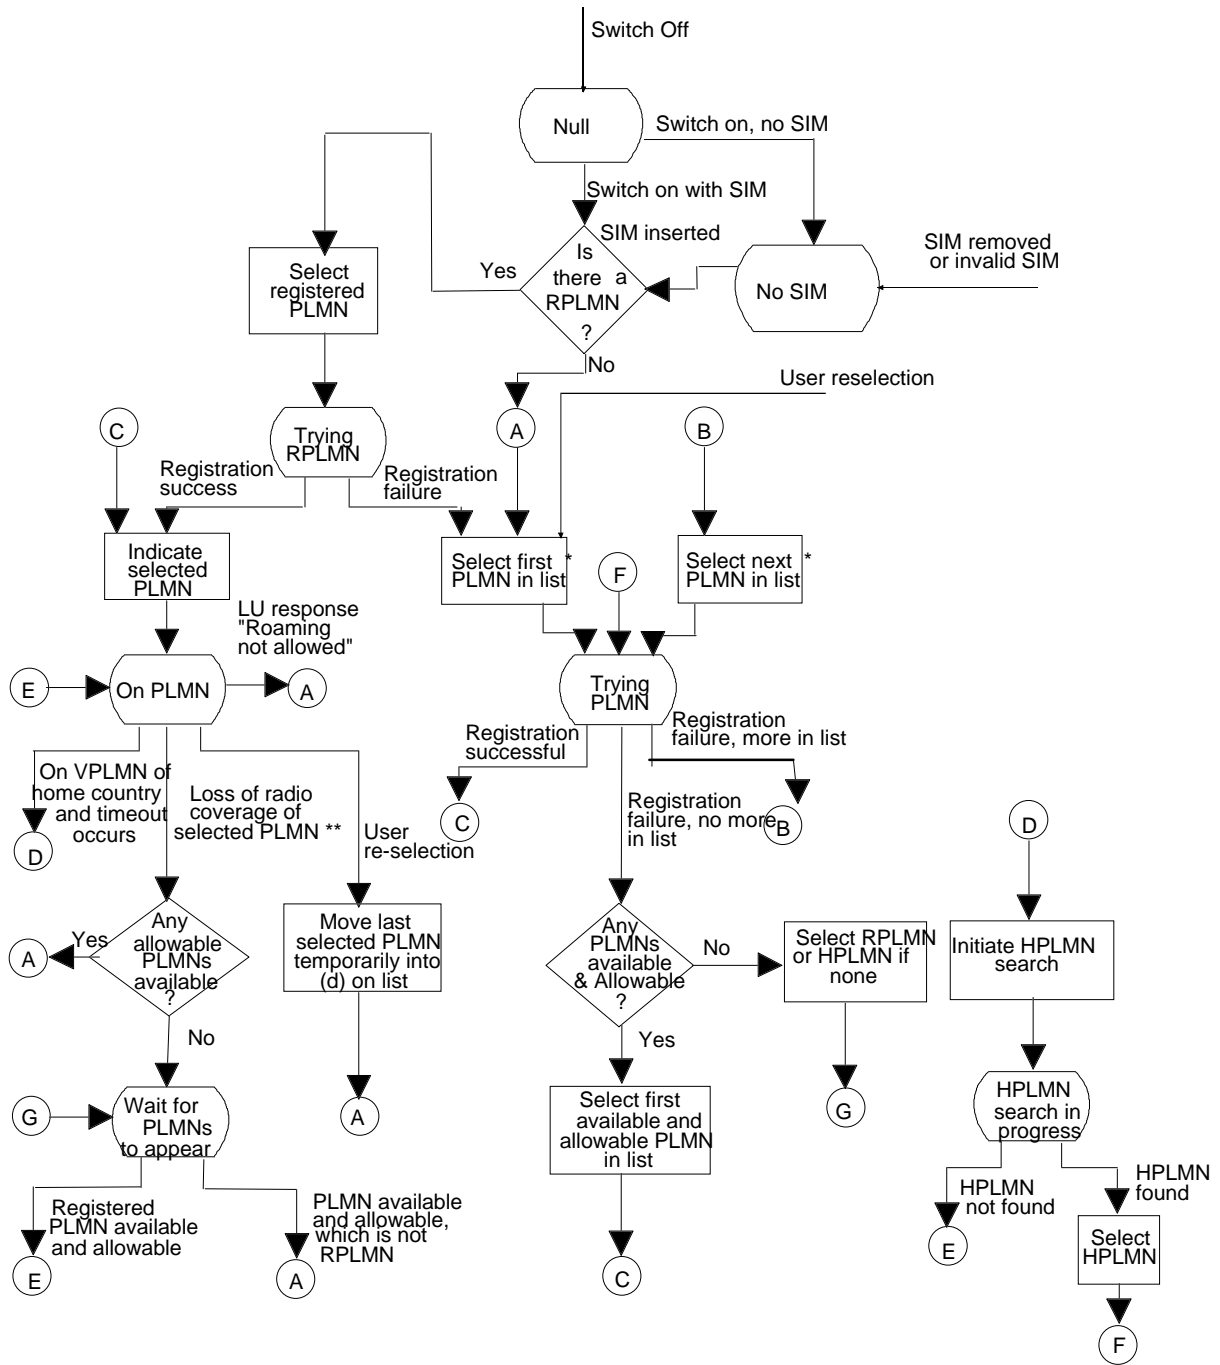 Switch Off
Null
Switch on, no SIM
Switch on with SIM
SIM inserted
SIM removed
or invalid SIM
Is
there a
RPLMN
?
Yes
No SIM
Select
registered
PLMN
No
User reselection
C
Trying
RPLMN
A
B
Registration
success
Registration
failure
Indicate
selected
PLMN
Select first *
PLMN in list
F
Select next *
PLMN in list
LU response
"Roaming
not allowed"
E
On PLMN
A
Trying
PLMN
Registration
successful
Registration
failure, more in list
On VPLMN of
home country
and timeout
occurs
D
Loss of radio
coverage of
selected PLMN **
User
re-selection
C
Registration
failure, no more
in list
B
D
Any
allowable
PLMNs
available
?
Yes
A
Move last
selected PLMN
temporarily into
(d) on list
Any
PLMNs
available
& Allowable
?
No
Select RPLMN
or HPLMN if
none
Initiate HPLMN
search
No
Yes
G
Wait for
PLMNs
to appear
A
Select first
available and
allowable PLMN
in list
G
HPLMN
search in
progress
Registered
PLMN available
and allowable
PLMN available
and allowable,
which is not
RPLMN
HPLMN
not found
HPLMN
found
E
A
C
E
Select
HPLMN
F